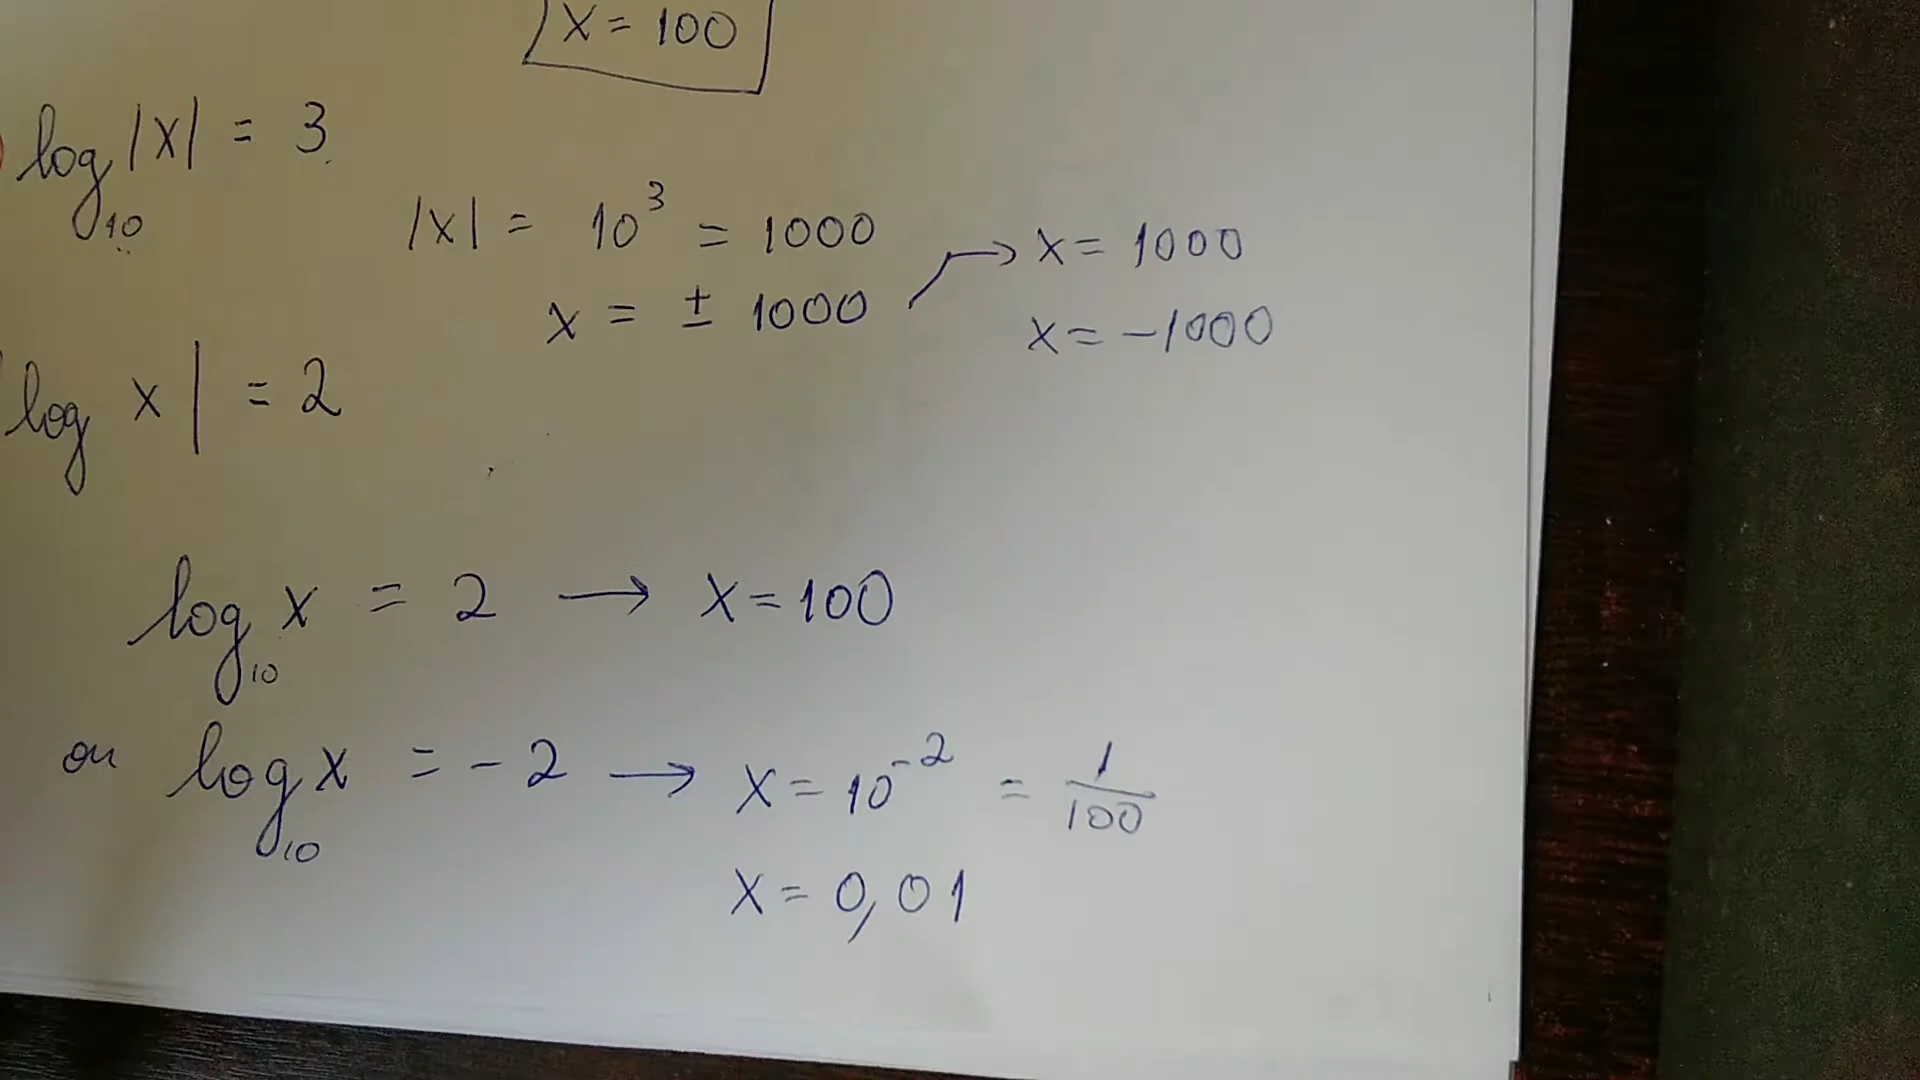 x = 100
log₁₀|x| = 3
|x| = 10³ = 1000
x = ± 1000 → x = 1000
x = -1000
log x| = 2
log₁₀ x = 2 → x = 100
ou log₁₀ x = -2 → x = 10⁻² = 1/100
x = 0,01